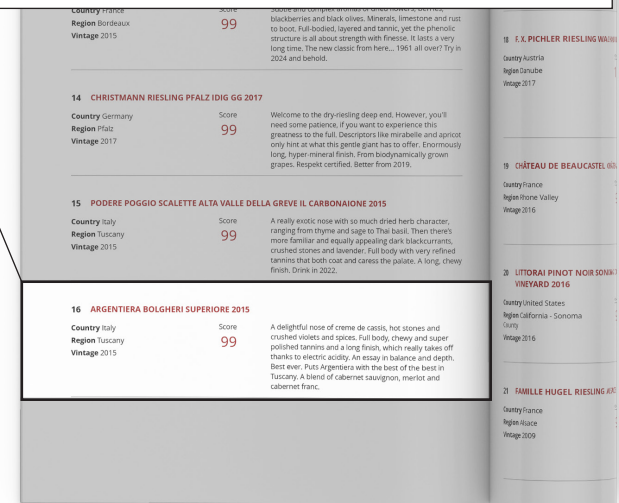 Country France
Score
Region Bordeaux
99
Vintage 2015
blackberries and black olives. Minerals, limestone and rust
to boot. Full-bodied, layered and tannic, yet the phenolic
structure is all about strength with finesse. It lasts a very
long time. The new classic from here... 1961 all over? Try in
2024 and behold.
14 CHRISTMANN RIESLING PFALZ IDIG GG 2017
Country Germany
Region Pfalz
Vintage 2017
Score
99
Welcome to the dry-riesling deep end. However, you'll
need some patience, if you want to experience this
greatness to the full. Descriptors like mirabelle and apricot
only hint at what this gentle giant has to offer. Enormously
long, hyper-mineral finish. From biodynamically grown
grapes. Respekt certified. Better from 2019.
15 PODERE POGGIO SCALETTE ALTA VALLE DELLA GREVE IL CARBONAIONE 2015
Country Italy
Region Tuscany
Vintage 2015
Score
99
A really exotic nose with so much dried herb character,
ranging from thyme and sage to Thai basil. Then there's
more familiar and equally appealing dark blackcurrants,
crushed stones and lavender. Full body with very refined
tannins that both coat and caress the palate. A long, chewy
finish. Drink in 2022.
16 ARGENTIERA BOLGHERI SUPERIORE 2015
Country Italy
Region Tuscany
Vintage 2015
Score
99
A delightful nose of creme de cassis, hot stones and
crushed violets and spices. Full body, chewy and super
polished tannins and a long finish, which really takes off
thanks to electric acidity. An essay in balance and depth.
Best ever. Puts Argentiera with the best of the best in
Tuscany. A blend of cabernet sauvignon, merlot and
cabernet franc.
18 F.X. PICHLER RIESLING
Country Austria
Region Danube
Vintage 2017
19 CHÂTEAU DE BEAUCASTEL
Country France
Region Rhone Valley
Vintage 2016
20 LITTORAI PINOT NOIR
VINEYARD 2016
Country United States
Region California - Sonoma
County
Vintage 2016
21 FAMILLE HUGEL RIESLING
Country France
Region Alsace
Vintage 2009